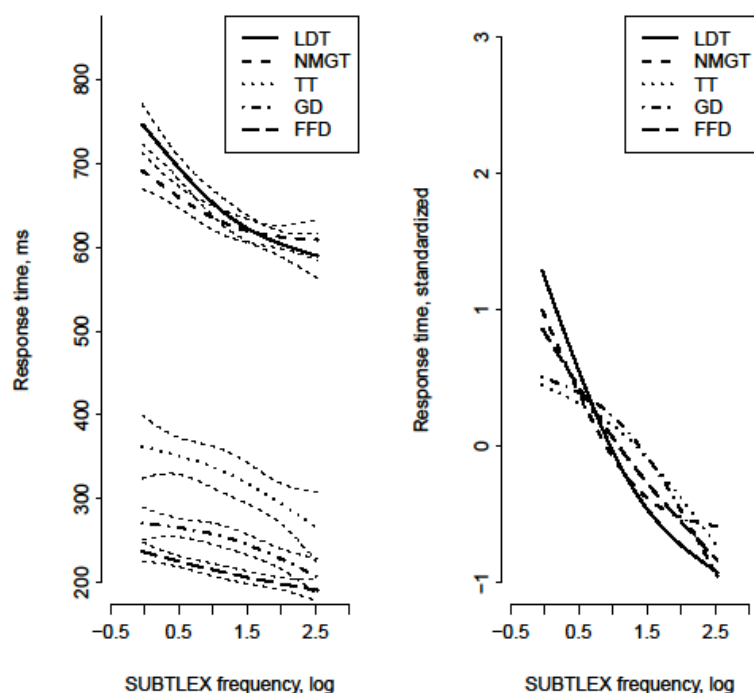 LDT
NMGT
TT
GD
FFD
Response time, ms
800
700
600
500
400
300
200
−0.5 0.5 1.5 2.5
SUBTLEX frequency, log
LDT
NMGT
TT
GD
FFD
Response time, standardized
3
2
1
0
−1
−0.5 0.5 1.5 2.5
SUBTLEX frequency, log